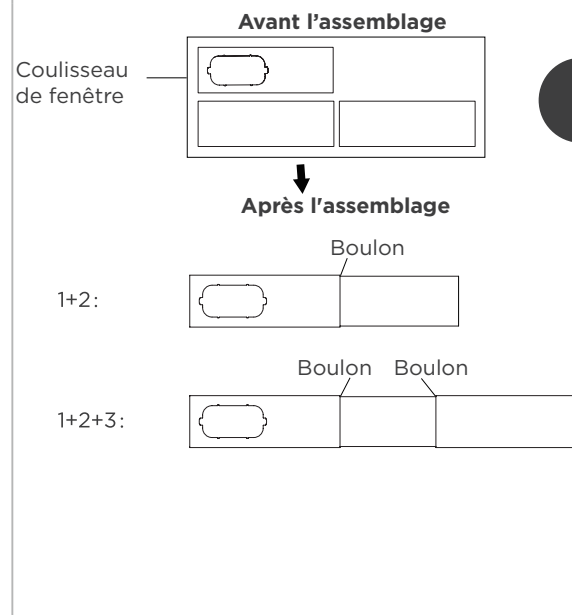 Avant l’assemblage
Coulisseau
de fenêtre
Après l'assemblage
Boulon
1+2:
Boulon Boulon
1+2+3: